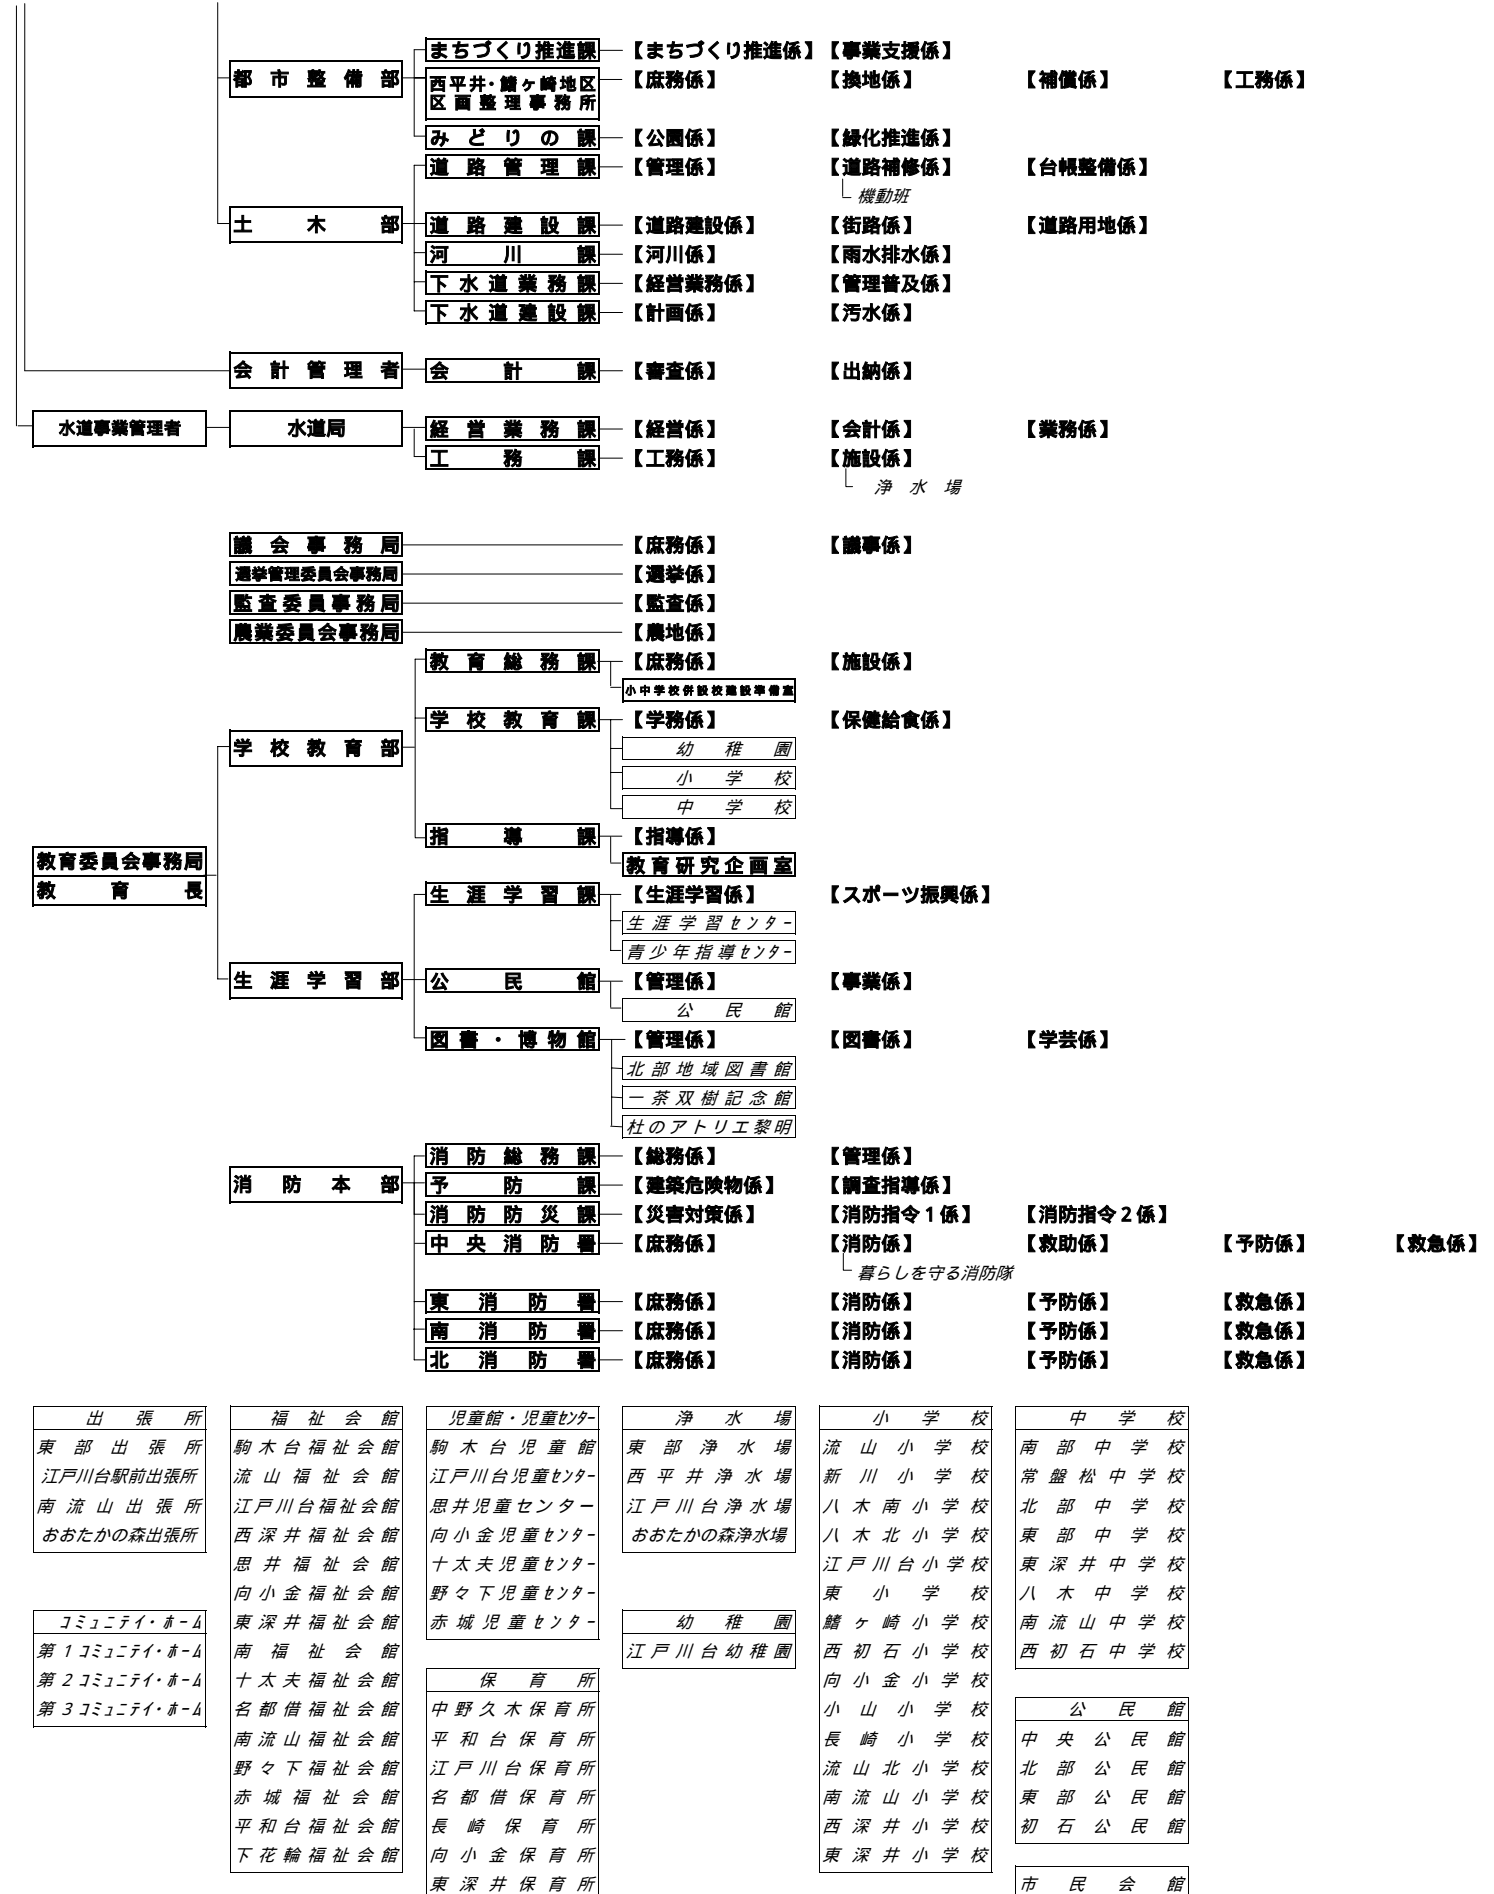 まちづくり推進課 【まちづくり推進係】 【事業支援係】
都市整備部 西平井・鰭ヶ崎地区 【庶務係】 【換地係】 【補償係】 【工務係】
区画整理事務所
みどりの課 【公園係】 【緑化推進係】
道路管理課 【管理係】 【道路補修係】 【台帳整備係】
機動班
土木部 道路建設課 【道路建設係】 【街路係】 【道路用地係】
河川課 【河川係】 【雨水排水係】
下水道業務課 【経営業務係】 【管理普及係】
下水道建設課 【計画係】 【汚水係】
会計管理者 会計課 【審査係】 【出納係】
水道事業管理者 水道局 経営業務課 【経営係】 【会計係】 【業務係】
工務課 【工務係】 【施設係】
浄水場
議会事務局 【庶務係】 【議事係】
選挙管理委員会事務局 【選挙係】
監査委員事務局 【監査係】
農業委員会事務局 【農地係】
教育総務課 【庶務係】 【施設係】
小中学校併設校建設準備室
学校教育課 【学務係】 【保健給食係】
学校教育部 幼稚園
小学校
中学校
指導課 【指導係】
教育委員会事務局 教育研究企画室
教育長 生涯学習課 【生涯学習係】 【スポーツ振興係】
生涯学習センター
青少年指導センター
生涯学習部 公民館 【管理係】 【事業係】
公民館
図書・博物館 【管理係】 【図書係】 【学芸係】
北部地域図書館
一茶双樹記念館
杜のアトリエ黎明
消防総務課 【総務係】 【管理係】
消防本部 予防課 【建築危険物係】 【調査指導係】
消防防災課 【災害対策係】 【消防指令1係】 【消防指令2係】
中央消防署 【庶務係】 【消防係】 【救助係】 【予防係】 【救急係】
暮らしを守る消防隊
東消防署 【庶務係】 【消防係】 【予防係】 【救急係】
南消防署 【庶務係】 【消防係】 【予防係】 【救急係】
北消防署 【庶務係】 【消防係】 【予防係】 【救急係】
出張所 福祉会館 児童館・児童センター 浄水場 小学校 中学校
東部出張所 駒木台福祉会館 駒木台児童館 東部浄水場 流山小学校 南部中学校
江戸川台駅前出張所 流山福祉会館 江戸川台児童センター 西平井浄水場 新川小学校 常盤松中学校
南流山出張所 江戸川台福祉会館 思井児童センター 江戸川台浄水場 八木南小学校 北部中学校
おおたかの森出張所 西深井福祉会館 向小金児童センター おおたかの森浄水場 八木北小学校 東部中学校
思井福祉会館 十太夫児童センター 江戸川台小学校 東深井中学校
向小金福祉会館 野々下児童センター 東小学校 八木中学校
コミュニテイ・ホーム 東深井福祉会館 赤城児童センター 幼稚園 鰭ヶ崎小学校 南流山中学校
第1コミュニテイ・ホーム 南福祉会館 江戸川台幼稚園 西初石小学校 西初石中学校
第2コミュニテイ・ホーム 十太夫福祉会館 保育所 向小金小学校
第3コミュニテイ・ホーム 名都借福祉会館 中野久木保育所 小山小学校 公民館
南流山福祉会館 平和台保育所 長崎小学校 中央公民館
野々下福祉会館 江戸川台保育所 流山北小学校 北部公民館
赤城福祉会館 名都借保育所 南流山小学校 東部公民館
平和台福祉会館 長崎保育所 西深井小学校 初石公民館
下花輪福祉会館 向小金保育所 東深井小学校
東深井保育所 市民会館